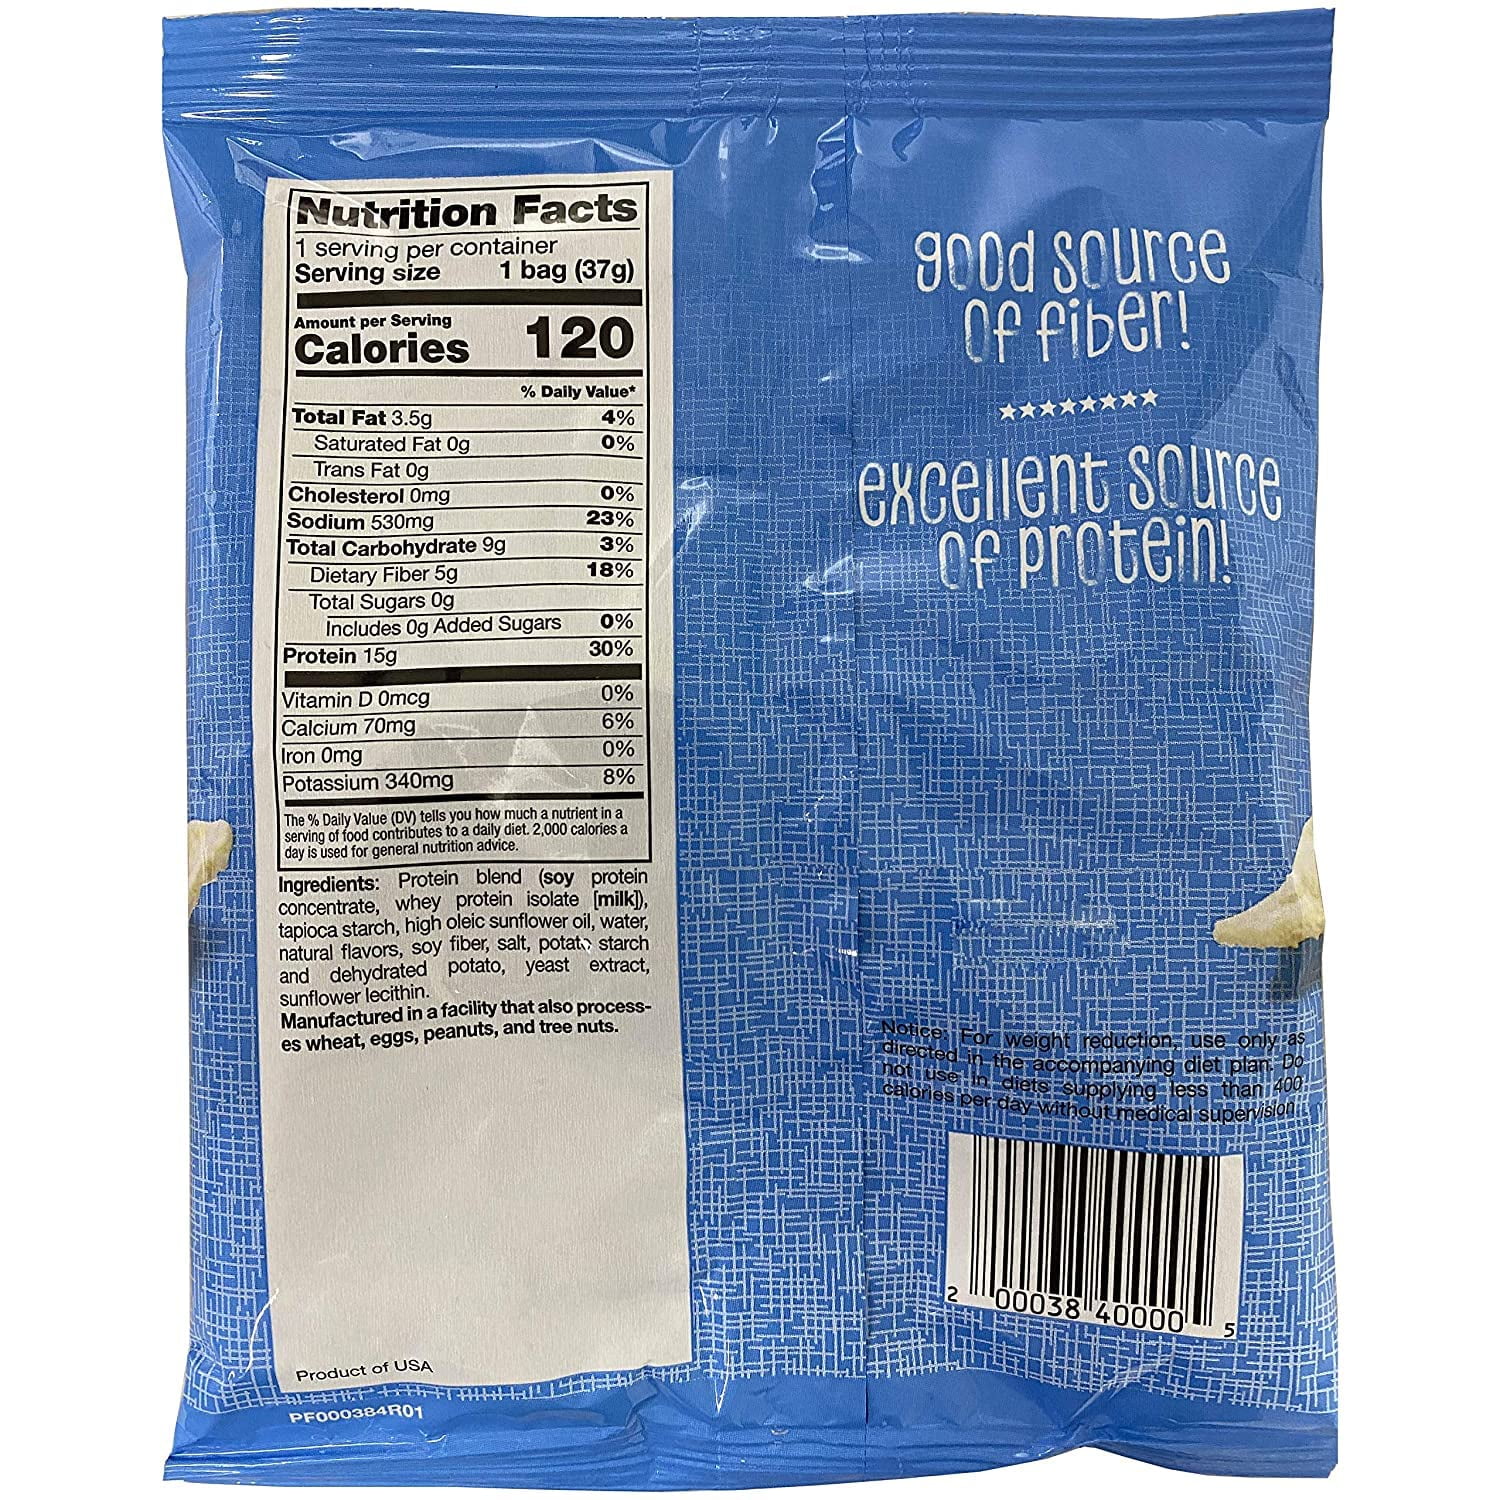 Nutrition Facts
1 serving per container
Serving size 1 bag (37g)
Amount per Serving
Calories 120
% Daily Value*
Total Fat 3.5g 4%
Saturated Fat 0g 0%
Trans Fat 0g
Cholesterol 0mg 0%
Sodium 530mg 23%
Total Carbohydrate 9g 3%
Dietary Fiber 5g 18%
Total Sugars 0g
Includes 0g Added Sugars 0%
Protein 15g 30%
Vitamin D 0mcg 0%
Calcium 70mg 6%
Iron 0mg 0%
Potassium 340mg 8%
The % Daily Value (DV) tells you how much a nutrient in a
serving of food contributes to a daily diet. 2,000 calories a
day is used for general nutrition advice.
Ingredients: Protein blend (soy protein
concentrate, whey protein isolate [milk]),
tapioca starch, high oleic sunflower oil, water,
natural flavors, soy fiber, salt, potato starch
and dehydrated potato, yeast extract,
sunflower lecithin.
Manufactured in a facility that also process-
es wheat, eggs, peanuts, and tree nuts.
Product of USA
PF000384R01
good source
of fiber!
excellent source
of protein!
Notice: For weight reduction, use only as
directed in the accompanying diet plan. Do
not use in diets supplying less than 400
calories per day without medical supervision.
2 00038 40000 5